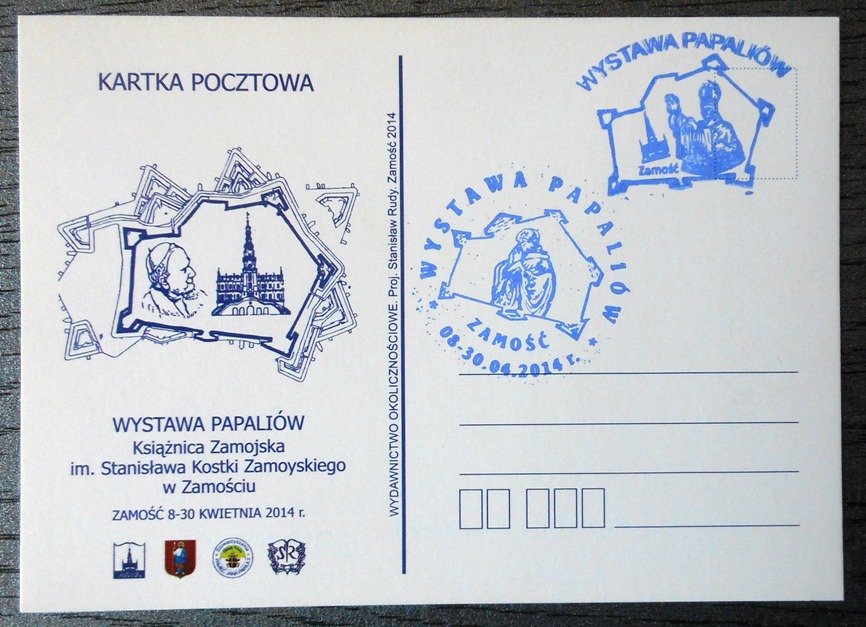 KARTKA POCZTOWA
WYSTAWA PAPALIÓW
Książnica Zamojska
im. Stanisława Kostki Zamoyskiego
w Zamościu
ZAMOŚĆ 8-30 KWIETNIA 2014 r.
WYDAWNICTWO OKOLICZNOŚCIOWE. Proj. Stanisław Rudy. Zamość 2014
WYSTAWA PAPALIÓW
Zamość
WYSTAWA PAPALIÓW
ZAMOŚĆ
08-30.04.2014 r.